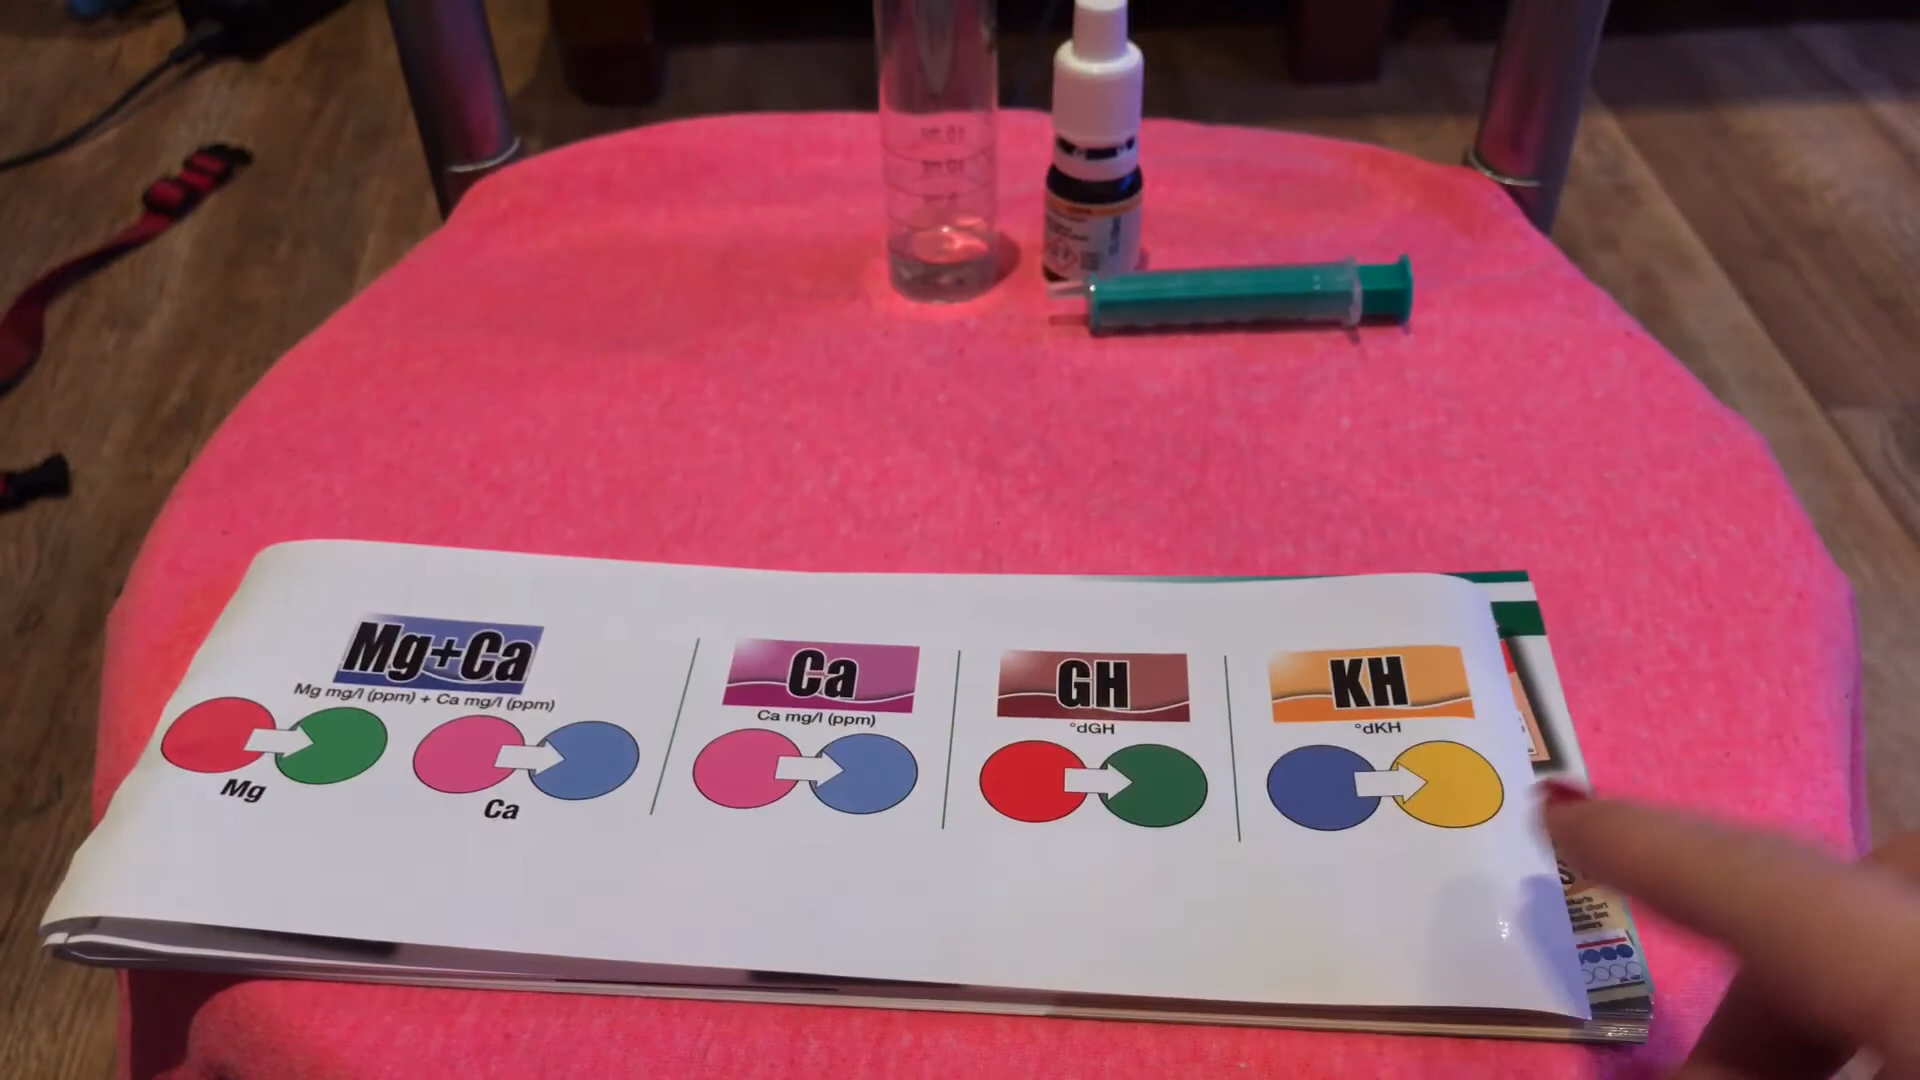 Mg+Ca
Mg mg/l (ppm) + Ca mg/l (ppm)
Mg
Ca
Ca
Ca mg/l (ppm)
GH
°dGH
KH
°dKH